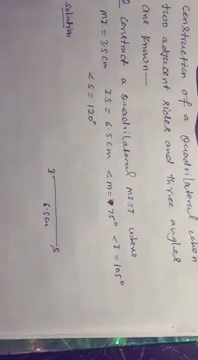 construction of a Quadrilateral when
two adjacent sides and three angles
are known —
Q construct a quadrilateral MIST where
MI = 3.5 cm IS = 6.5 cm <M = 75° <I = 105°
<S = 120°
solution
I
6.5 cm
S